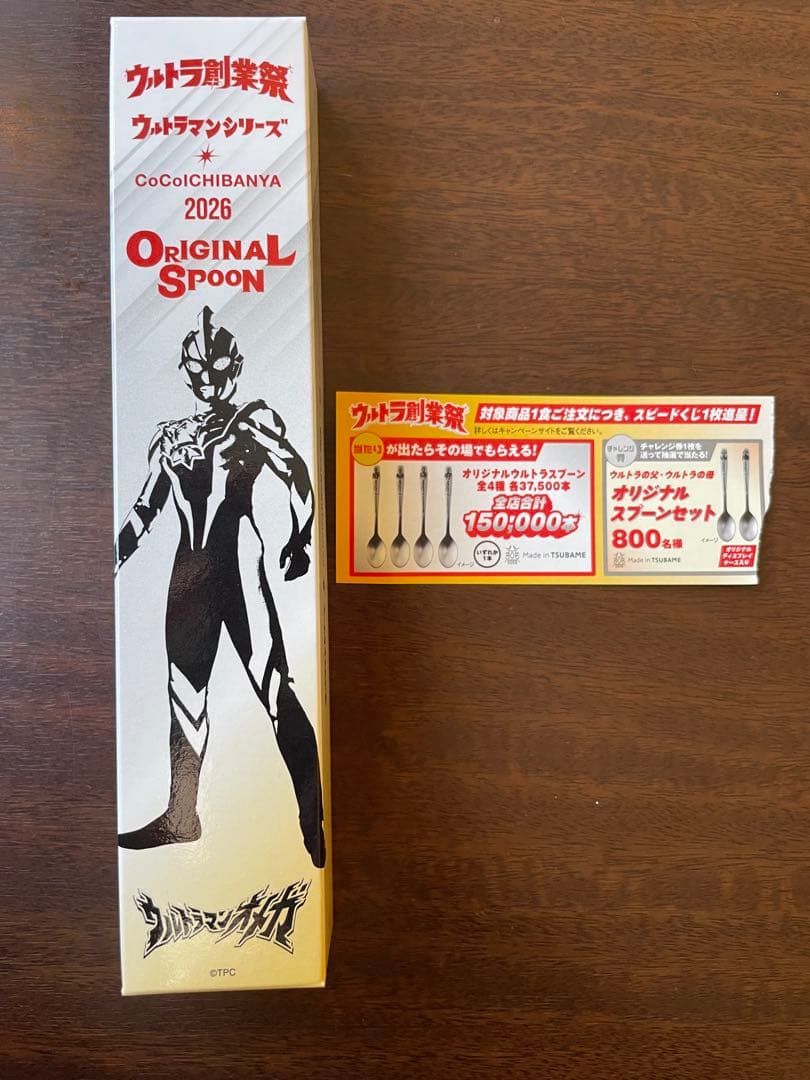 ウルトラ創業祭
ウルトラマンシリーズ
CoCoICHIBANYA
2026
ORIGINAL
SPOON
ウルトラマンオメガ
©TPC
ウルトラ創業祭
対象商品1食ご注文につき、スピードくじ1枚進呈!
詳しくはキャンペーンサイトをご覧ください。
当たりが出たらその場でもらえる!
オリジナルウルトラスプーン
全4種 各37,500本
全店合計
150,000本
イメージ
いずれか
1本
Made in TSUBAME
チャレンジ
券
チャレンジ券1枚を
送って抽選で当たる!
ウルトラの父・ウルトラの母
オリジナル
スプーンセット
800名様
イメージ
Made in TSUBAME
オリジナル
ディスプレイ
ケース入り